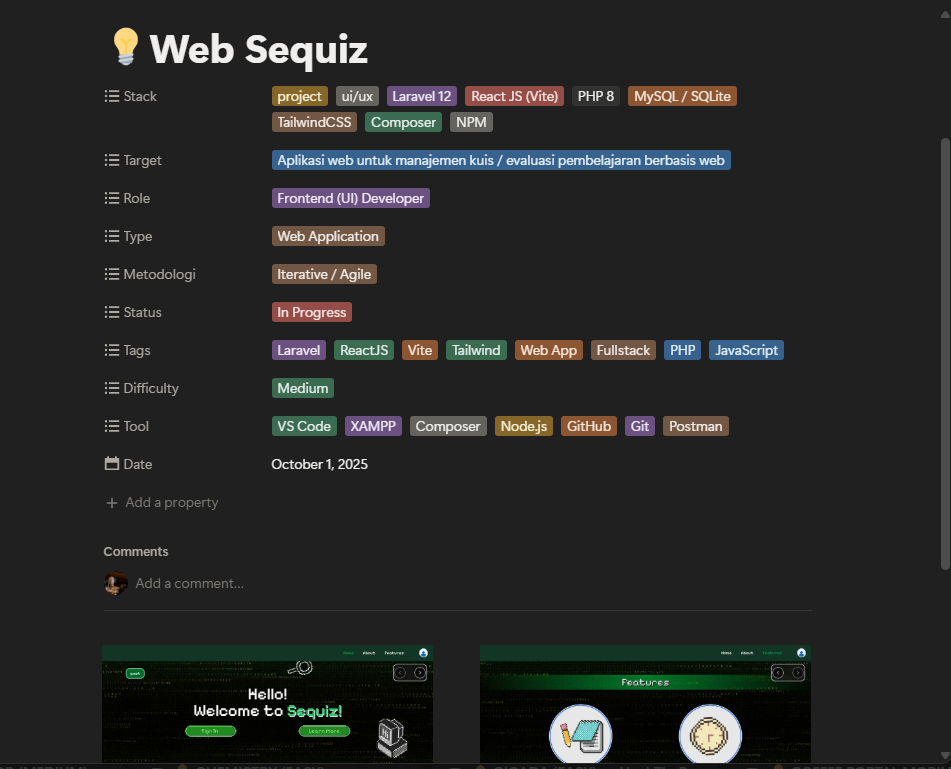 Web Sequiz
Stack project ui/ux Laravel 12 React JS (Vite) PHP 8 MySQL / SQLite
TailwindCSS Composer NPM
Target Aplikasi web untuk manajemen kuis / evaluasi pembelajaran berbasis web
Role Frontend (UI) Developer
Type Web Application
Metodologi Iterative / Agile
Status In Progress
Tags Laravel ReactJS Vite Tailwind Web App Fullstack PHP JavaScript
Difficulty Medium
Tool VS Code XAMPP Composer Node.js GitHub Git Postman
Date October 1, 2025
Add a property
Comments
Add a comment...
Home About Features
Hello!
Welcome to Sequiz!
Sign In Learn More
Home About Features
Features